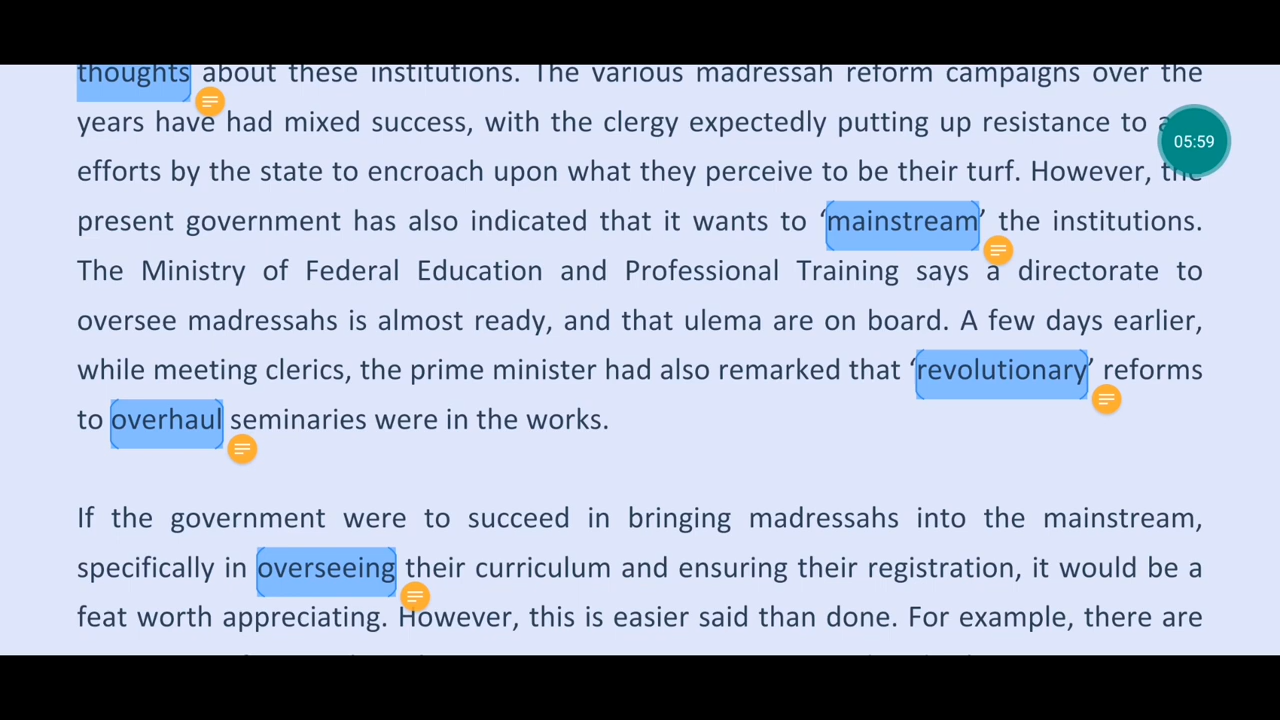 thoughts about these institutions. The various madressah reform campaigns over the
years have had mixed success, with the clergy expectedly putting up resistance to
05:59
efforts by the state to encroach upon what they perceive to be their turf. However, the
present government has also indicated that it wants to ‘mainstream’ the institutions.
The Ministry of Federal Education and Professional Training says a directorate to
oversee madressahs is almost ready, and that ulema are on board. A few days earlier,
while meeting clerics, the prime minister had also remarked that ‘revolutionary’ reforms
to overhaul seminaries were in the works.
If the government were to succeed in bringing madressahs into the mainstream,
specifically in overseeing their curriculum and ensuring their registration, it would be a
feat worth appreciating. However, this is easier said than done. For example, there are